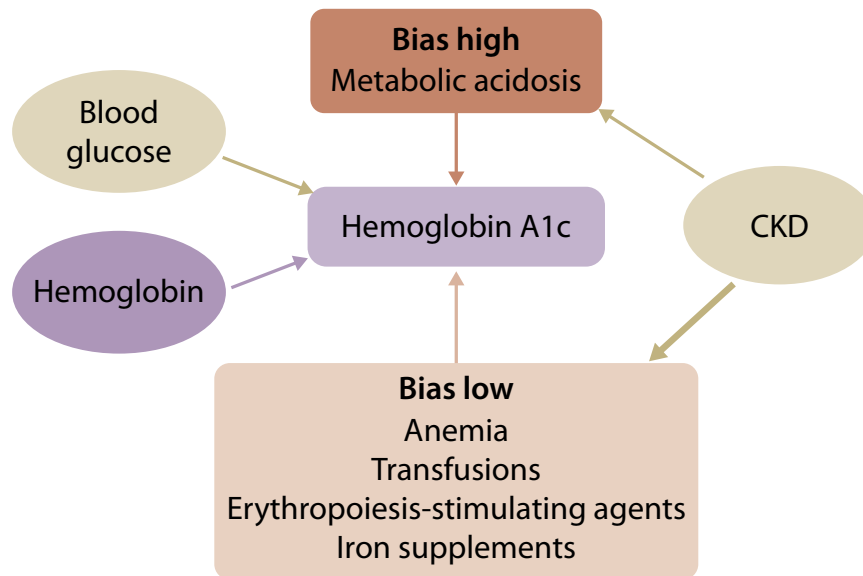 Bias high
Metabolic acidosis
Blood
glucose
Hemoglobin A1c
CKD
Hemoglobin
Bias low
Anemia
Transfusions
Erythropoiesis-stimulating agents
Iron supplements